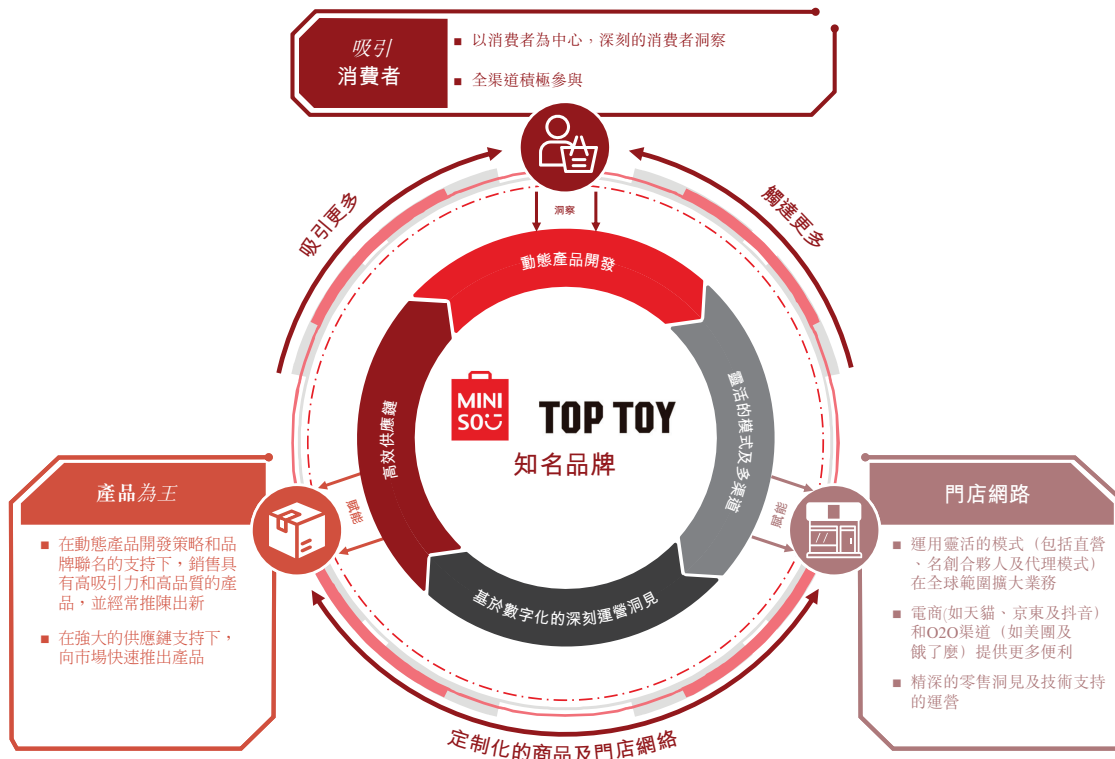 吸引
消費者
■ 以消費者為中心，深刻的消費者洞察
■ 全渠道積極參與
吸引更多
觸達更多
洞察
動態產品開發
高效供應鏈
靈活的模式及多渠道
基於數字化的深刻運營洞見
MINI
SO
TOP TOY
知名品牌
賦能
賦能
產品為王
■ 在動態產品開發策略和品
牌聯名的支持下，銷售具
有高吸引力和高品質的產
品，並經常推陳出新
■ 在強大的供應鏈支持下，
向市場快速推出產品
門店網路
■ 運用靈活的模式（包括直營
、名創合夥人及代理模式）
在全球範圍擴大業務
■ 電商(如天貓、京東及抖音)
和O2O渠道（如美團及
餓了麼）提供更多便利
■ 精深的零售洞見及技術支持
的運營
定制化的商品及門店網絡